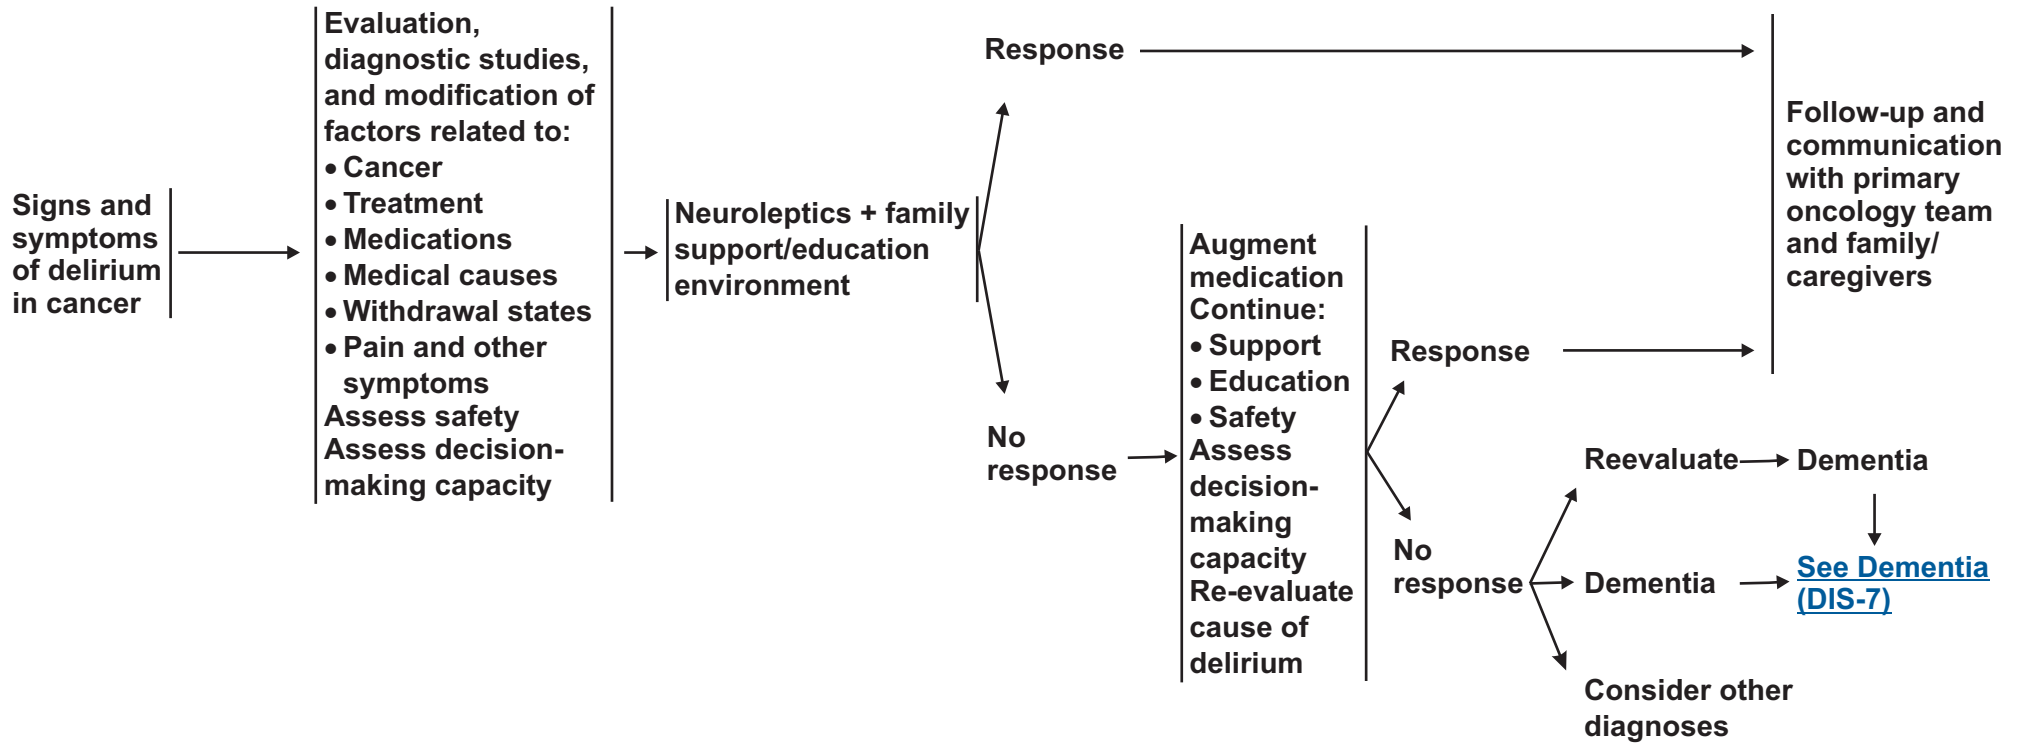 Signs and
symptoms
of delirium
in cancer
Evaluation,
diagnostic studies,
and modification of
factors related to:
• Cancer
• Treatment
• Medications
• Medical causes
• Withdrawal states
• Pain and other
symptoms
Assess safety
Assess decision-
making capacity
Neuroleptics + family
support/education
environment
Response
No
response
Augment
medication
Continue:
• Support
• Education
• Safety
Assess
decision-
making
capacity
Re-evaluate
cause of
delirium
Response
No
response
Follow-up and
communication
with primary
oncology team
and family/
caregivers
Reevaluate
Dementia
Dementia
See Dementia
(DIS-7)
Consider other
diagnoses